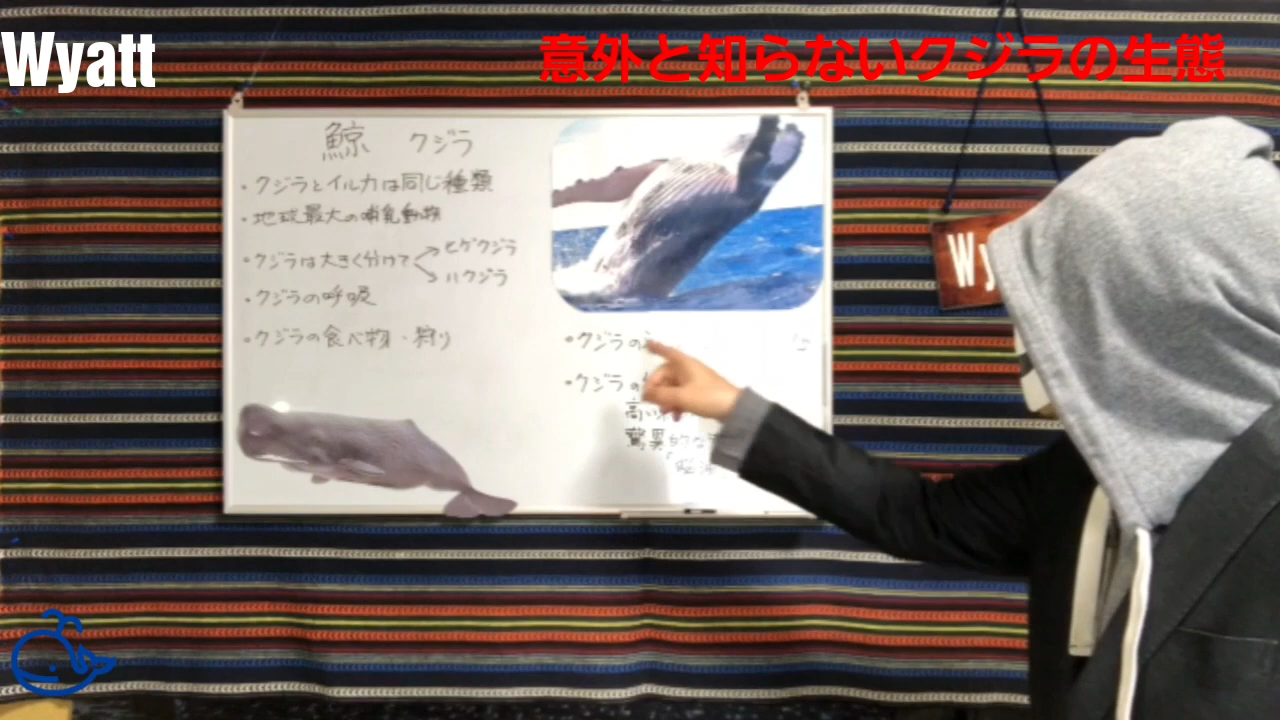 Wyatt
意外と知らないクジラの生態
鯨 クジラ
・クジラとイルカは同じ種類
・地球最大の哺乳動物
・クジラは大きく分けて
ヒゲクジラ
ハクジラ
・クジラの呼吸
・クジラの食べ物・狩り
・クジラの
・クジラの
高い
驚異的な
Wy